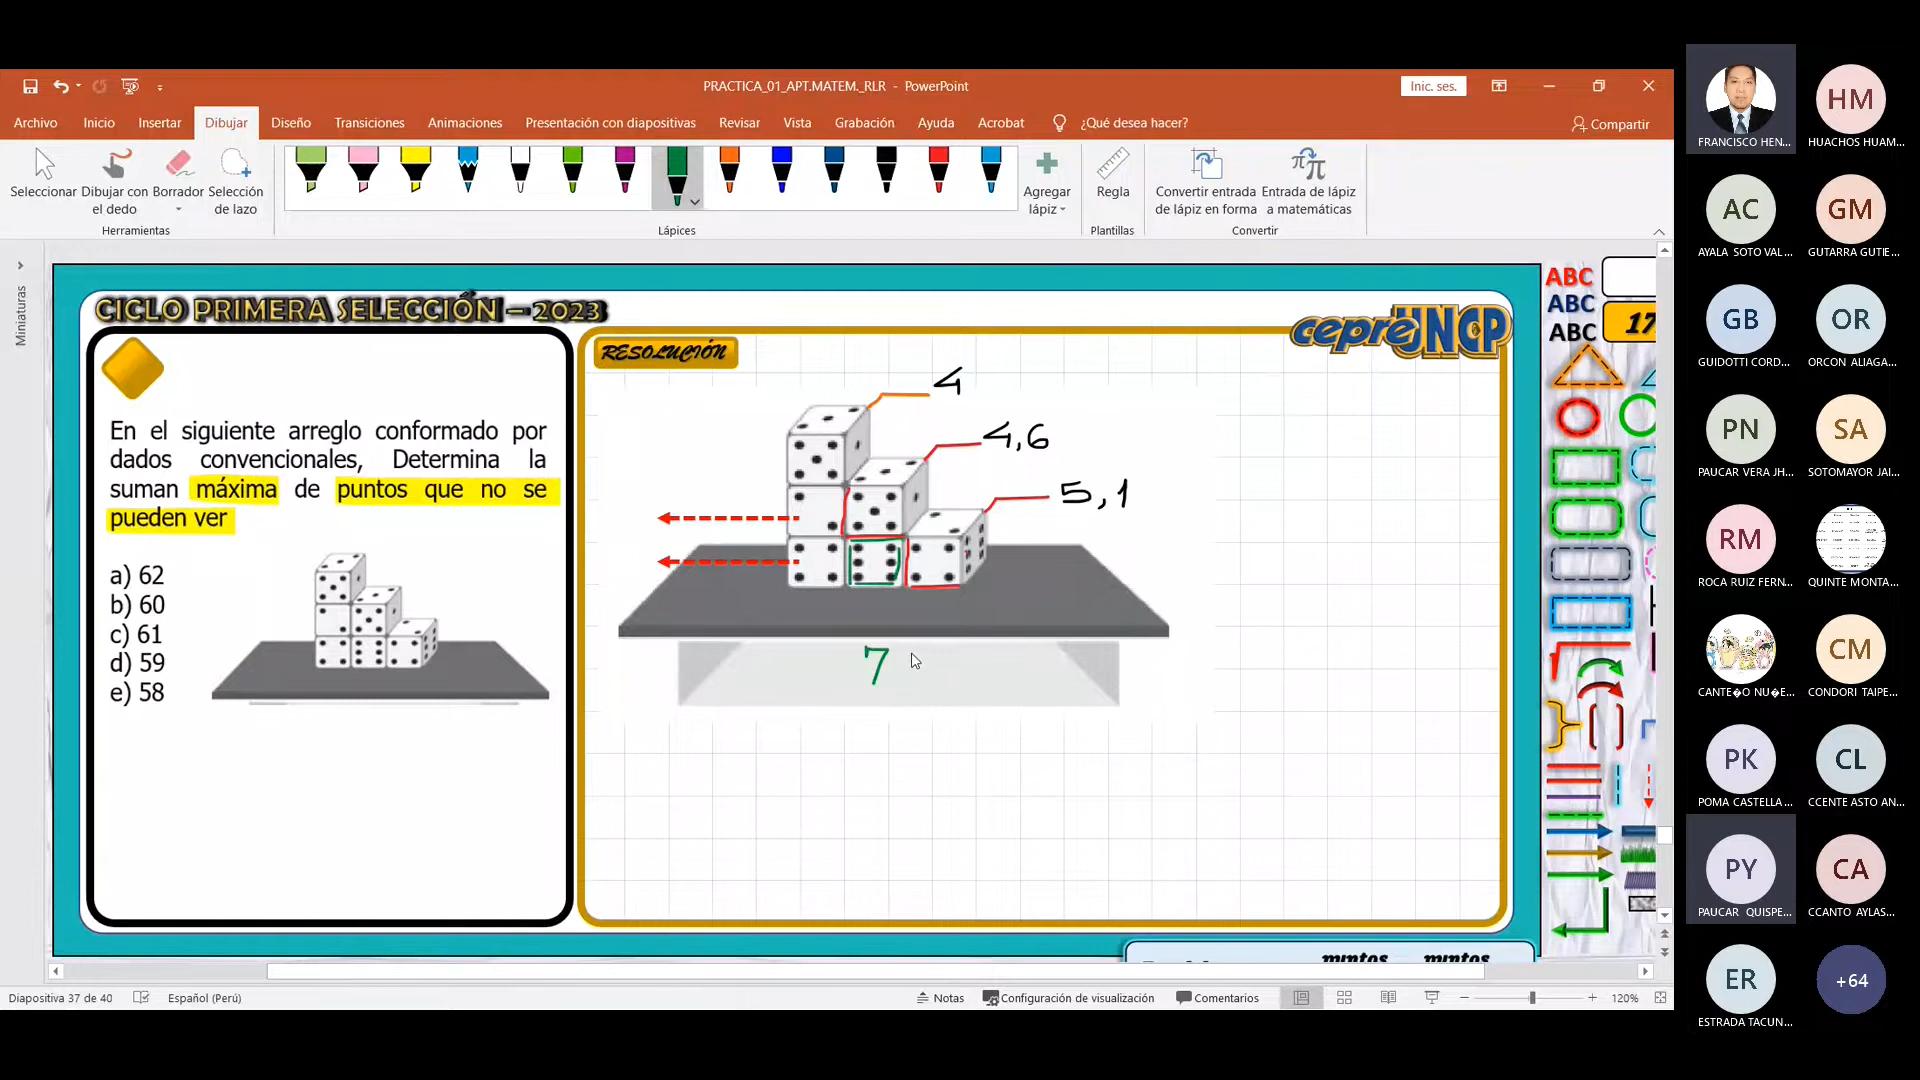 PRACTICA_01_APT.MATEM._RLR - PowerPoint
Inic. ses.
Archivo Inicio Insertar Dibujar Diseño Transiciones Animaciones Presentación con diapositivas Revisar Vista Grabación Ayuda Acrobat ¿Qué desea hacer? Compartir
Seleccionar Dibujar con el dedo Borrador Selección de lazo
Agregar lápiz Regla Convertir entrada de lápiz en forma Entrada de lápiz a matemáticas
Herramientas Lápices Plantillas Convertir
Miniaturas
CICLO PRIMERA SELECCIÓN – 2023
cepreUNCP
RESOLUCIÓN
En el siguiente arreglo conformado por
dados convencionales, Determina la
suman máxima de puntos que no se
pueden ver
a) 62
b) 60
c) 61
d) 59
e) 58
4
4,6
5,1
7
ABC
ABC
ABC
17
puntos puntos
Diapositiva 37 de 40 Español (Perú) Notas Configuración de visualización Comentarios 120%
FRANCISCO HEN...
HM
HUACHOS HUAM...
AC
AYALA SOTO VAL...
GM
GUTARRA GUTIE...
GB
GUIDOTTI CORD...
OR
ORCON ALIAGA...
PN
PAUCAR VERA JH...
SA
SOTOMAYOR JAI...
RM
ROCA RUIZ FERN...
QUINTE MONTA...
CANTE�O NU�E...
CM
CONDORI TAIPE...
PK
POMA CASTELLA...
CL
CCENTE ASTO AN...
PY
PAUCAR QUISPE...
CA
CCANTO AYLAS...
ER
ESTRADA TACUN...
+64